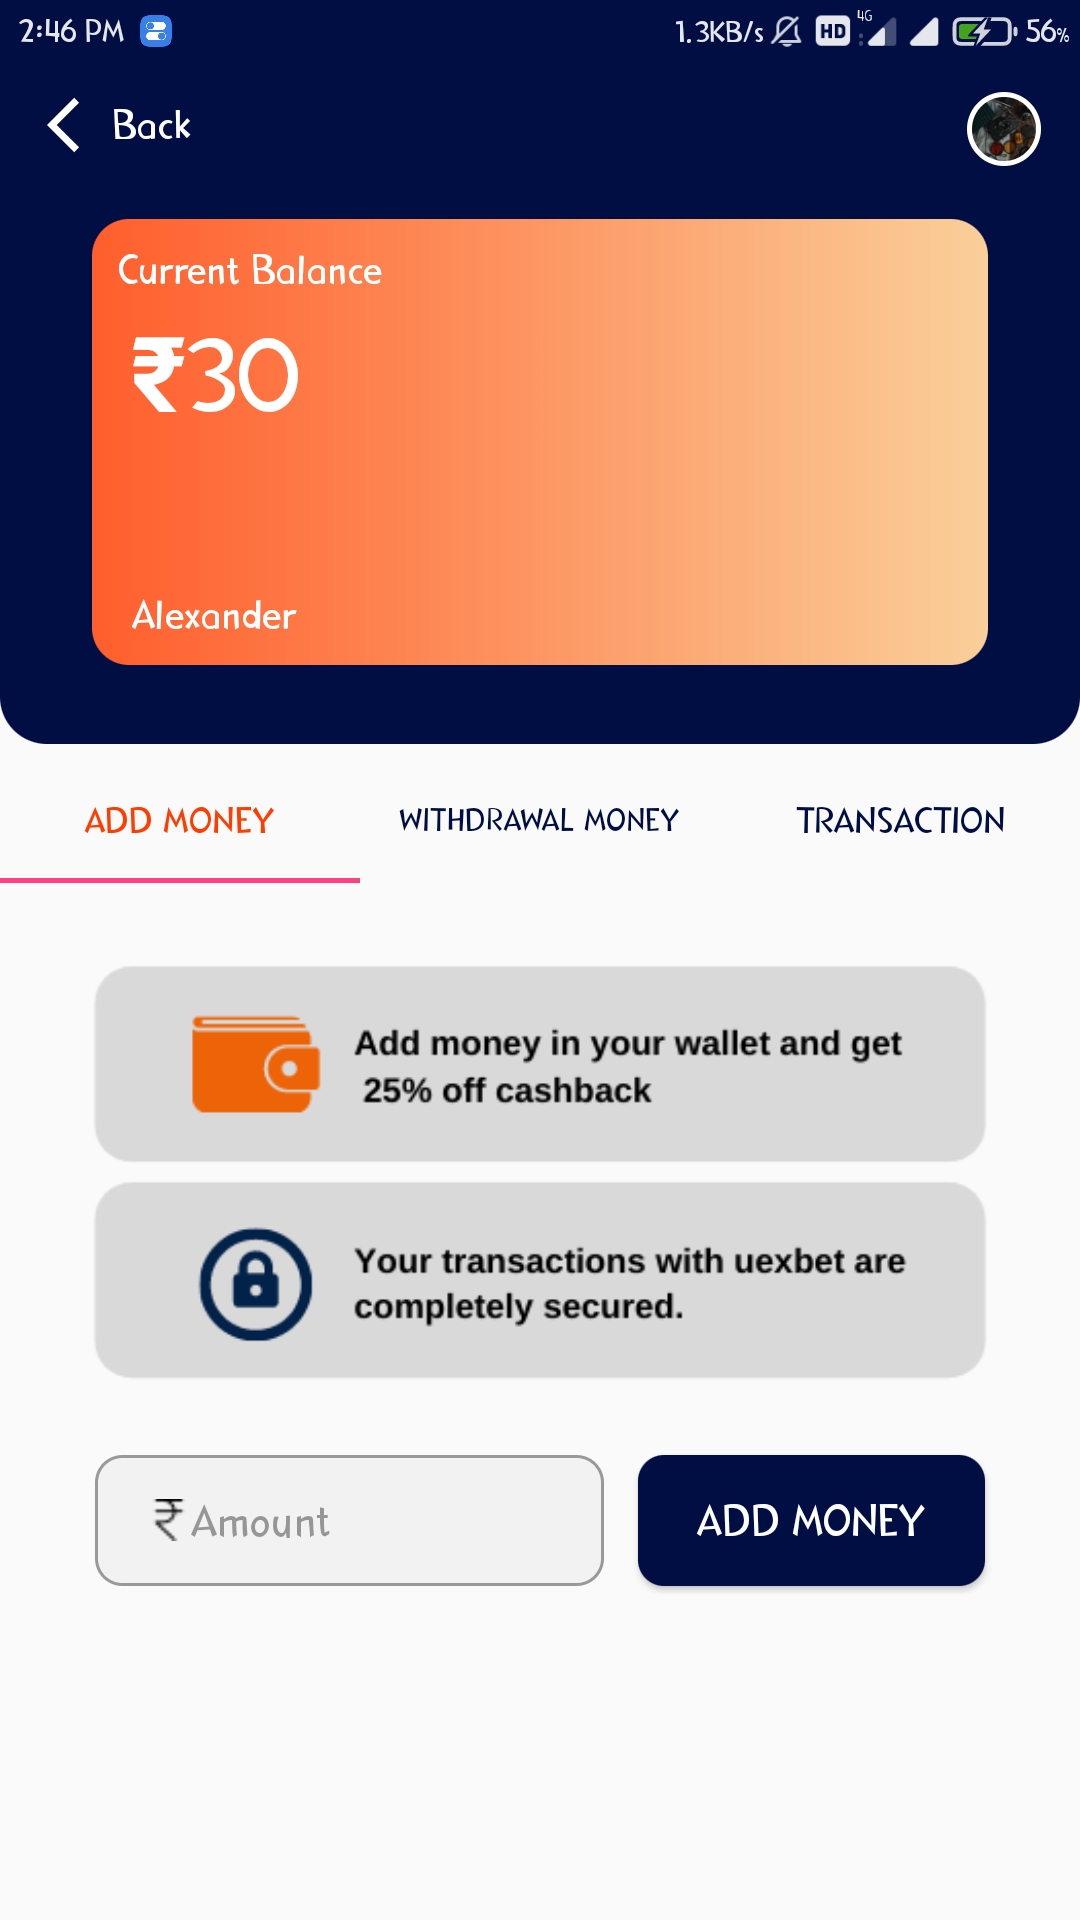 2:46 PM 1.3KB/s HD 4G 56%
Back
Current Balance
₹30
Alexander
ADD MONEY WITHDRAWAL MONEY TRANSACTION
Add money in your wallet and get
25% off cashback
Your transactions with uexbet are
completely secured.
₹ Amount ADD MONEY